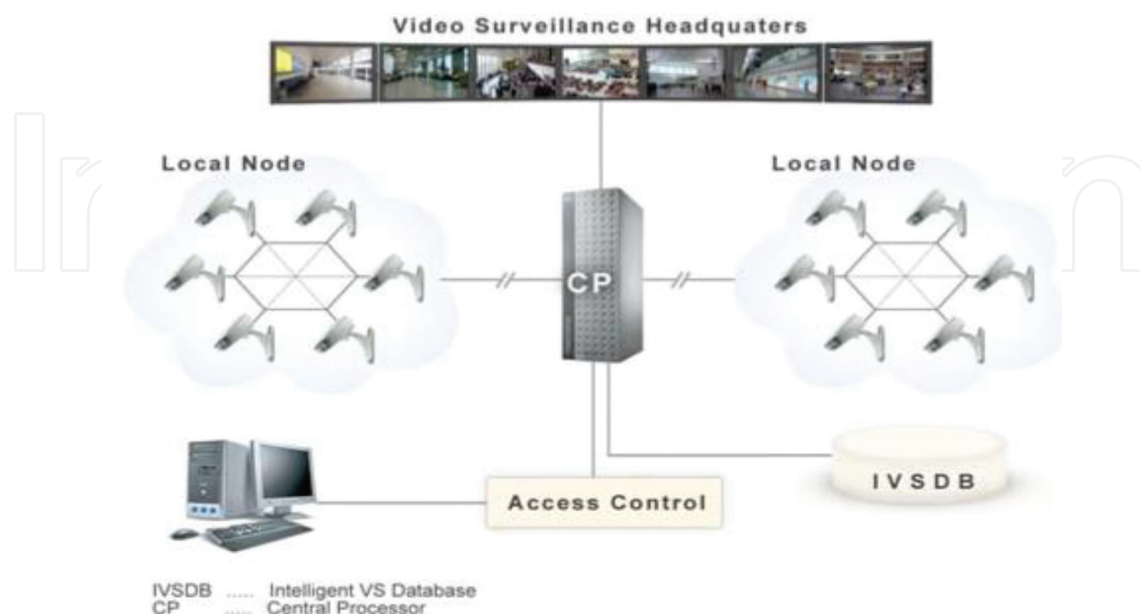 Video Surveillance Headquaters
Local Node
Local Node
CP
Access Control
IVSDB
IVSDB ..... Intelligent VS Database
CP ..... Central Processor